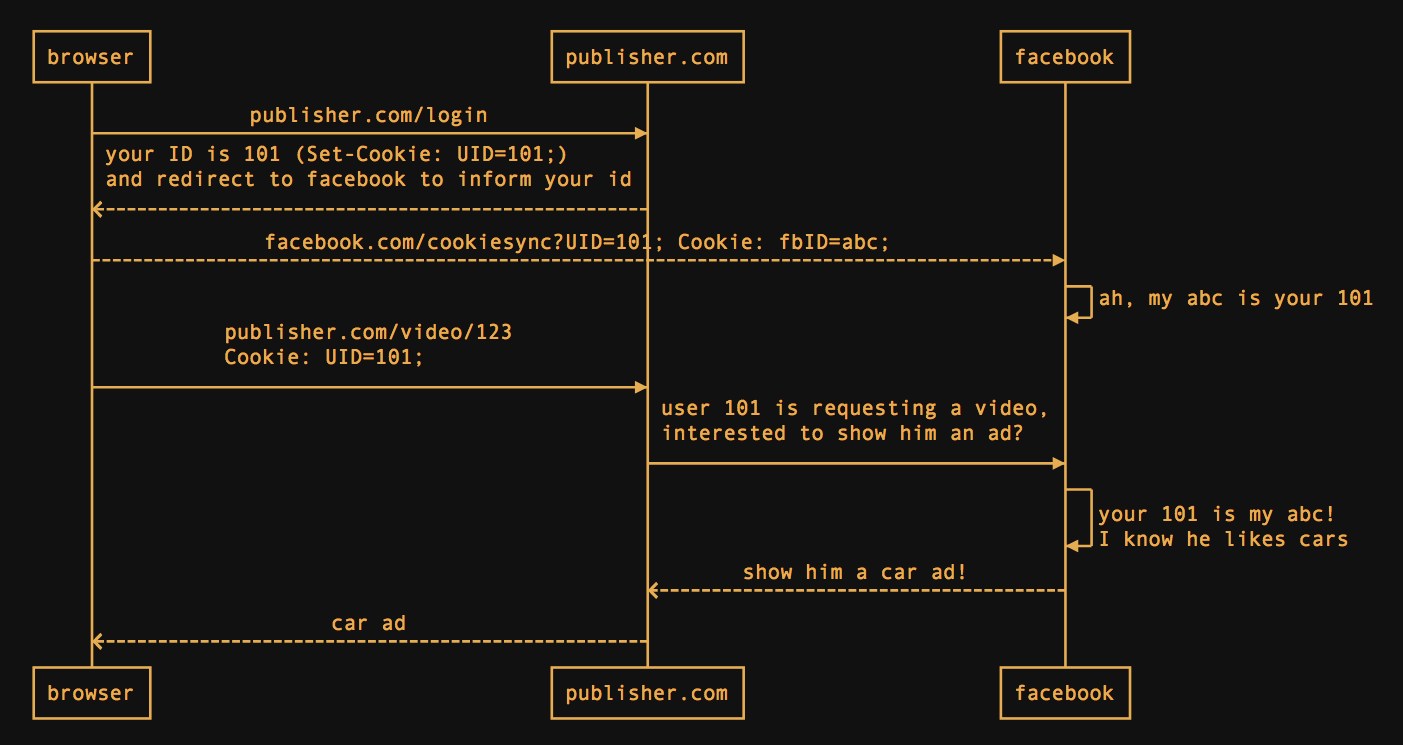 browser
publisher.com
facebook
publisher.com/login
your ID is 101 (Set-Cookie: UID=101;)
and redirect to facebook to inform your id
facebook.com/cookiesync?UID=101; Cookie: fbID=abc;
ah, my abc is your 101
publisher.com/video/123
Cookie: UID=101;
user 101 is requesting a video,
interested to show him an ad?
your 101 is my abc!
I know he likes cars
show him a car ad!
car ad
browser
publisher.com
facebook